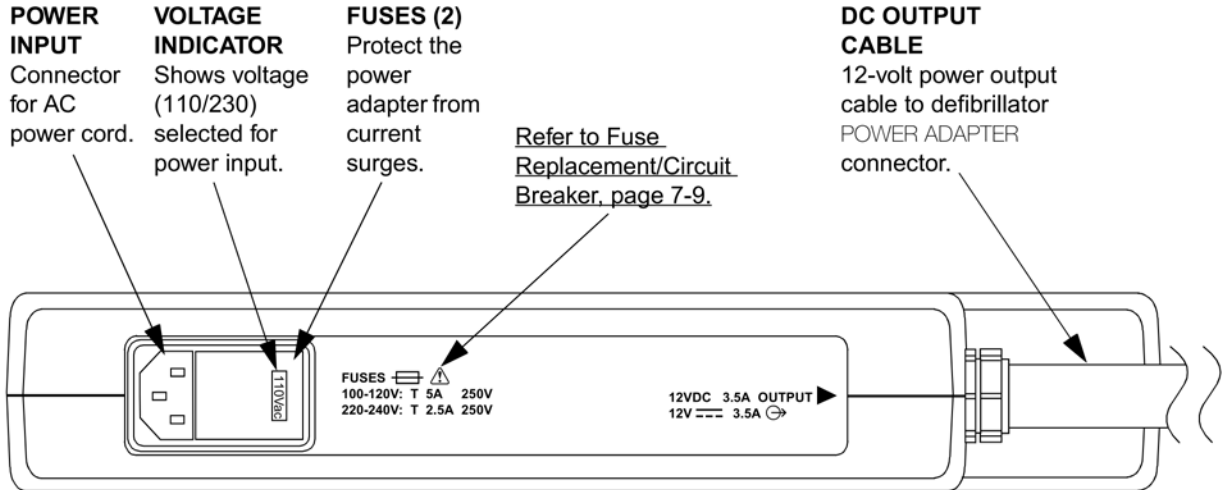 POWER
INPUT
Connector
for AC
power cord.
VOLTAGE
INDICATOR
Shows voltage
(110/230)
selected for
power input.
FUSES (2)
Protect the
power
adapter from
current
surges.
Refer to Fuse
Replacement/Circuit
Breaker, page 7-9.
DC OUTPUT
CABLE
12-volt power output
cable to defibrillator
POWER ADAPTER
connector.
110Vac
FUSES
100-120V: T 5A 250V
220-240V: T 2.5A 250V
12VDC 3.5A OUTPUT
12V 3.5A